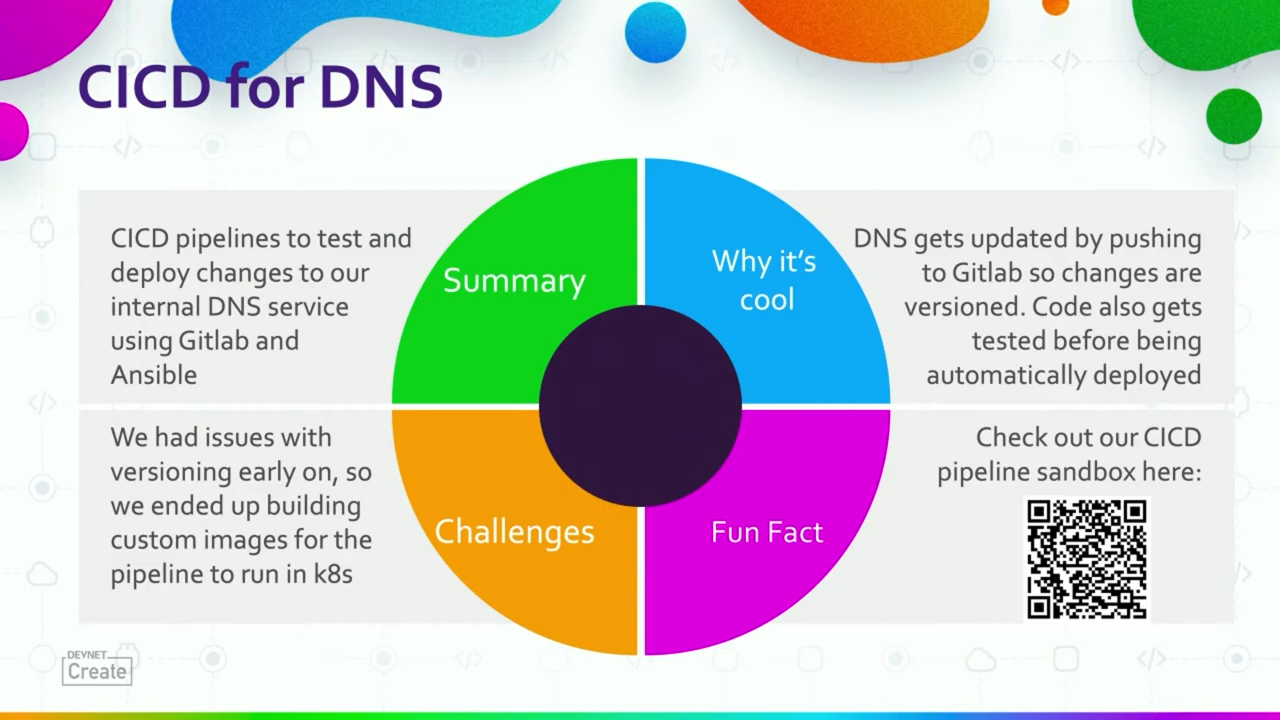 CICD for DNS
CICD pipelines to test and
deploy changes to our
internal DNS service
using Gitlab and
Ansible
Summary
Why it's
cool
DNS gets updated by pushing
to Gitlab so changes are
versioned. Code also gets
tested before being
automatically deployed
We had issues with
versioning early on, so
we ended up building
custom images for the
pipeline to run in k8s
Challenges
Fun Fact
Check out our CICD
pipeline sandbox here:
DEVNET
Create